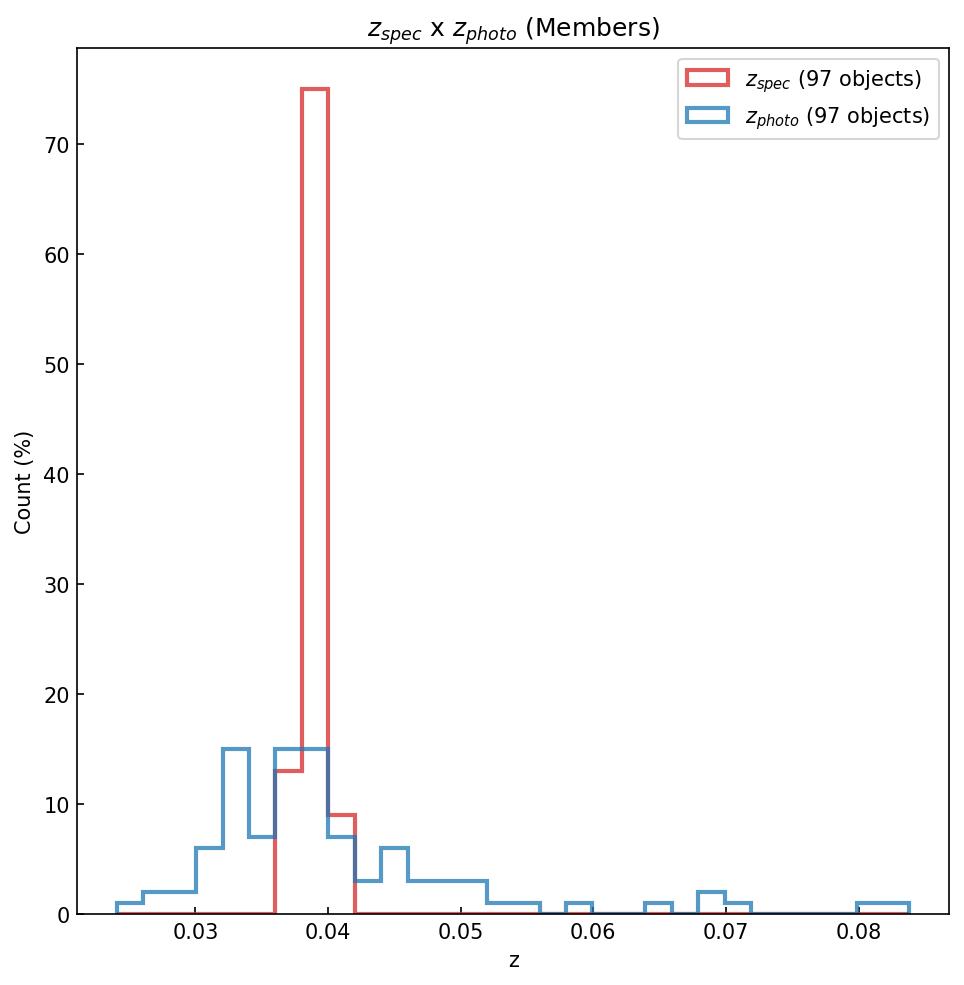 z_spec x z_photo (Members)
z_spec (97 objects)
z_photo (97 objects)
Count (%)
70
60
50
40
30
20
10
0
0.03 0.04 0.05 0.06 0.07 0.08
z